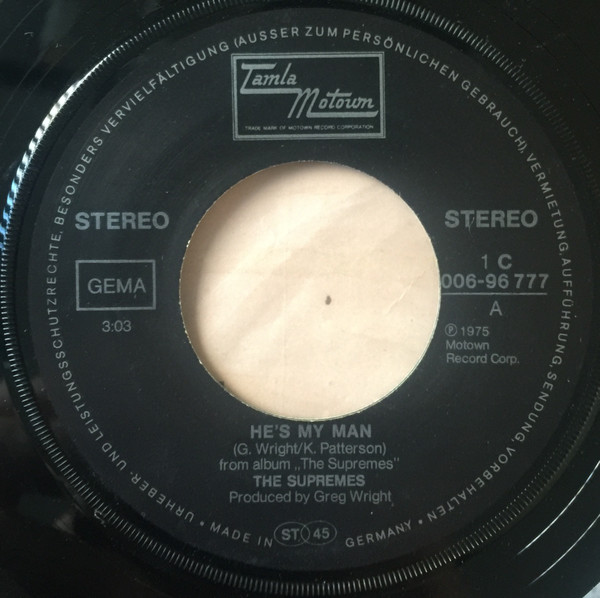 URHEBER- UND LEISTUNGSSCHUTZRECHTE, BESONDERS VERVIELFÄLTIGUNG (AUSSER ZUM PERSÖNLICHEN GEBRAUCH), VERMIETUNG, AUFFÜHRUNG, SENDUNG, VORBEHALTEN
Tamla
Motown
TRADE MARK OF MOTOWN RECORD CORPORATION
STEREO
STEREO
GEMA
3:03
1 C
006-96 777
A
℗ 1975
Motown
Record Corp.
HE'S MY MAN
(G. Wright/K. Patterson)
from album „The Supremes"
THE SUPREMES
Produced by Greg Wright
• MADE IN ST 45 GERMANY •